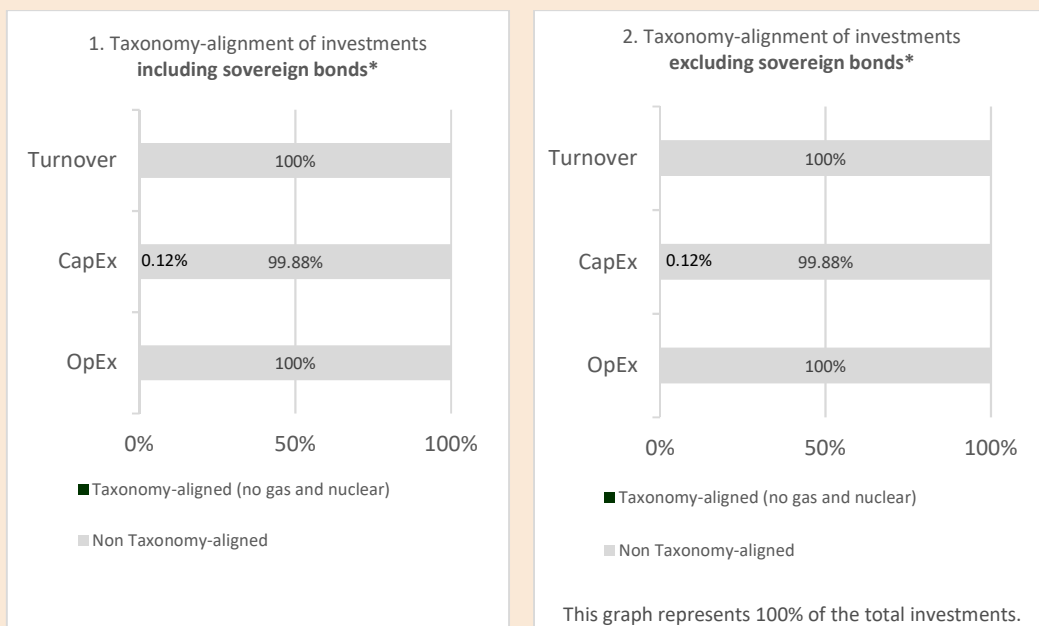 1. Taxonomy-alignment of investments
including sovereign bonds*
Turnover
100%
CapEx
0.12%
99.88%
OpEx
100%
0%
50%
100%
Taxonomy-aligned (no gas and nuclear)
Non Taxonomy-aligned
2. Taxonomy-alignment of investments
excluding sovereign bonds*
Turnover
100%
CapEx
0.12%
99.88%
OpEx
100%
0%
50%
100%
Taxonomy-aligned (no gas and nuclear)
Non Taxonomy-aligned
This graph represents 100% of the total investments.